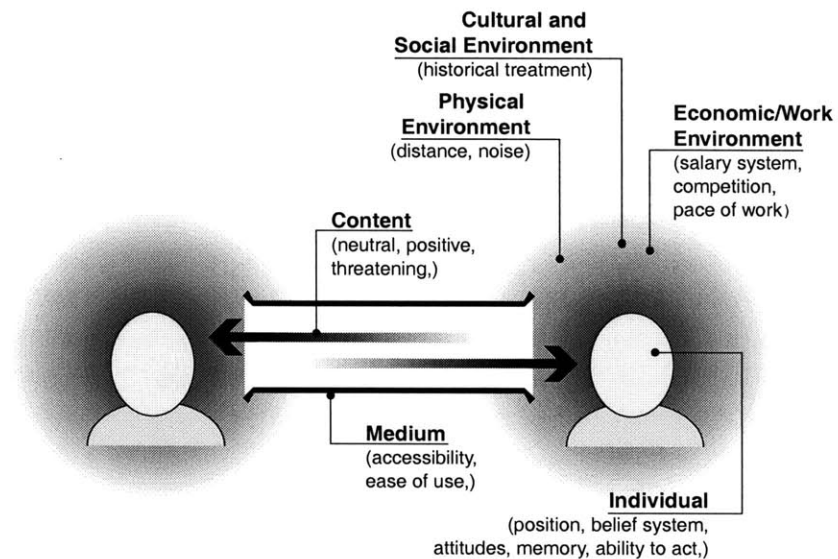 Cultural and
Social Environment
(historical treatment)
Physical
Environment
(distance, noise)
Economic/Work
Environment
(salary system,
competition,
pace of work)
Content
(neutral, positive,
threatening,)
Medium
(accessibility,
ease of use,)
Individual
(position, belief system,
attitudes, memory, ability to act,)